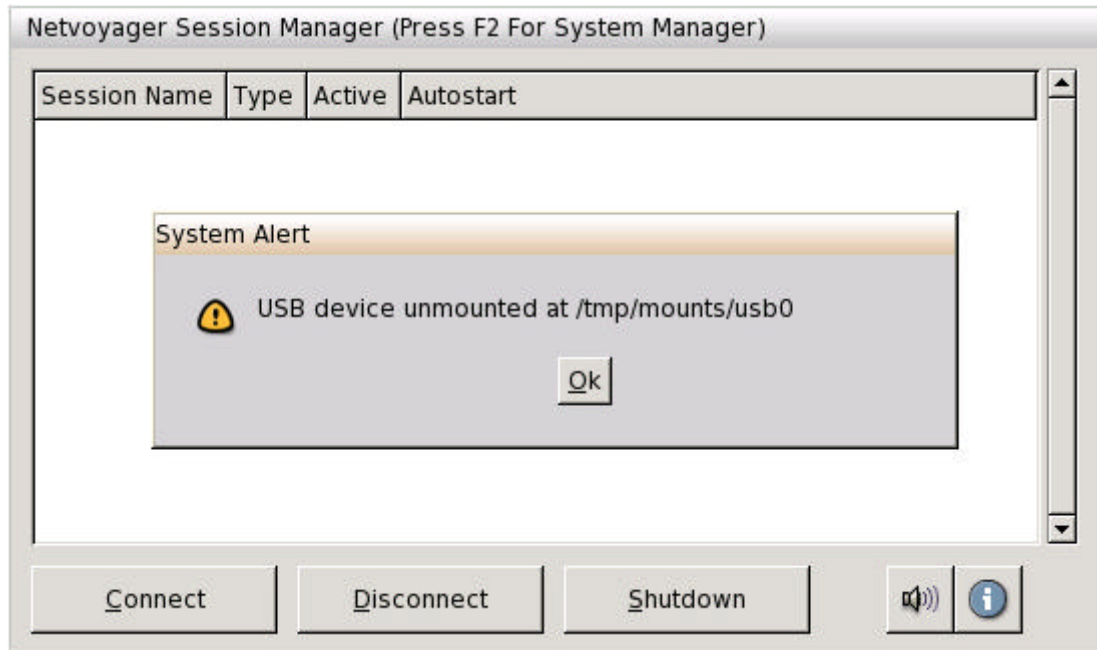 Netvoyager Session Manager (Press F2 For System Manager)
Session Name Type Active Autostart
System Alert
USB device unmounted at /tmp/mounts/usb0
Ok
Connect Disconnect Shutdown